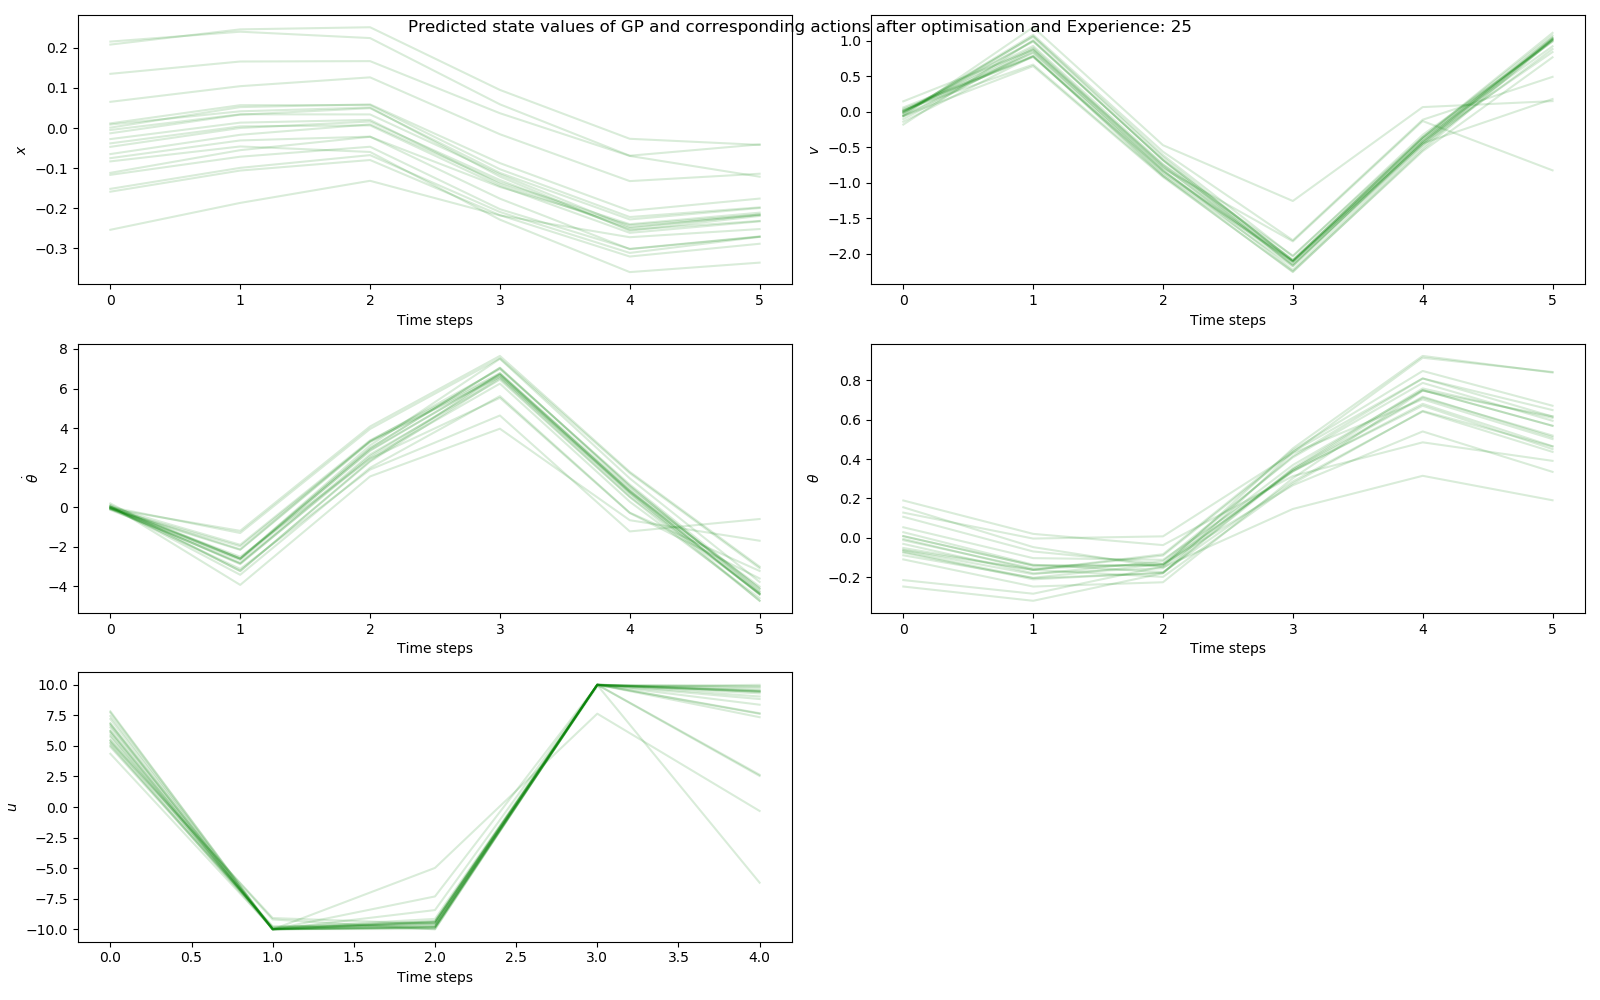 Predicted state values of GP and corresponding actions after optimisation and Experience: 25
0.2
0.1
0.0
−0.1
−0.2
−0.3
x
0 1 2 3 4 5
Time steps
1.0
0.5
0.0
−0.5
−1.0
−1.5
−2.0
v
0 1 2 3 4 5
Time steps
8
6
4
2
0
−2
−4
θ̇
0 1 2 3 4 5
Time steps
0.8
0.6
0.4
0.2
0.0
−0.2
θ
0 1 2 3 4 5
Time steps
10.0
7.5
5.0
2.5
0.0
−2.5
−5.0
−7.5
−10.0
u
0.0 0.5 1.0 1.5 2.0 2.5 3.0 3.5 4.0
Time steps